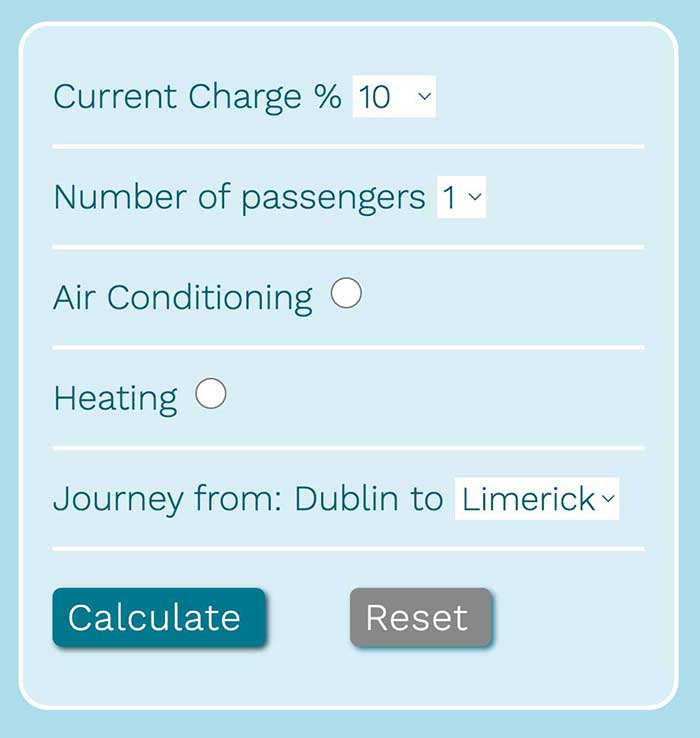 Current Charge % 10
Number of passengers 1
Air Conditioning
Heating
Journey from: Dublin to Limerick
Calculate Reset